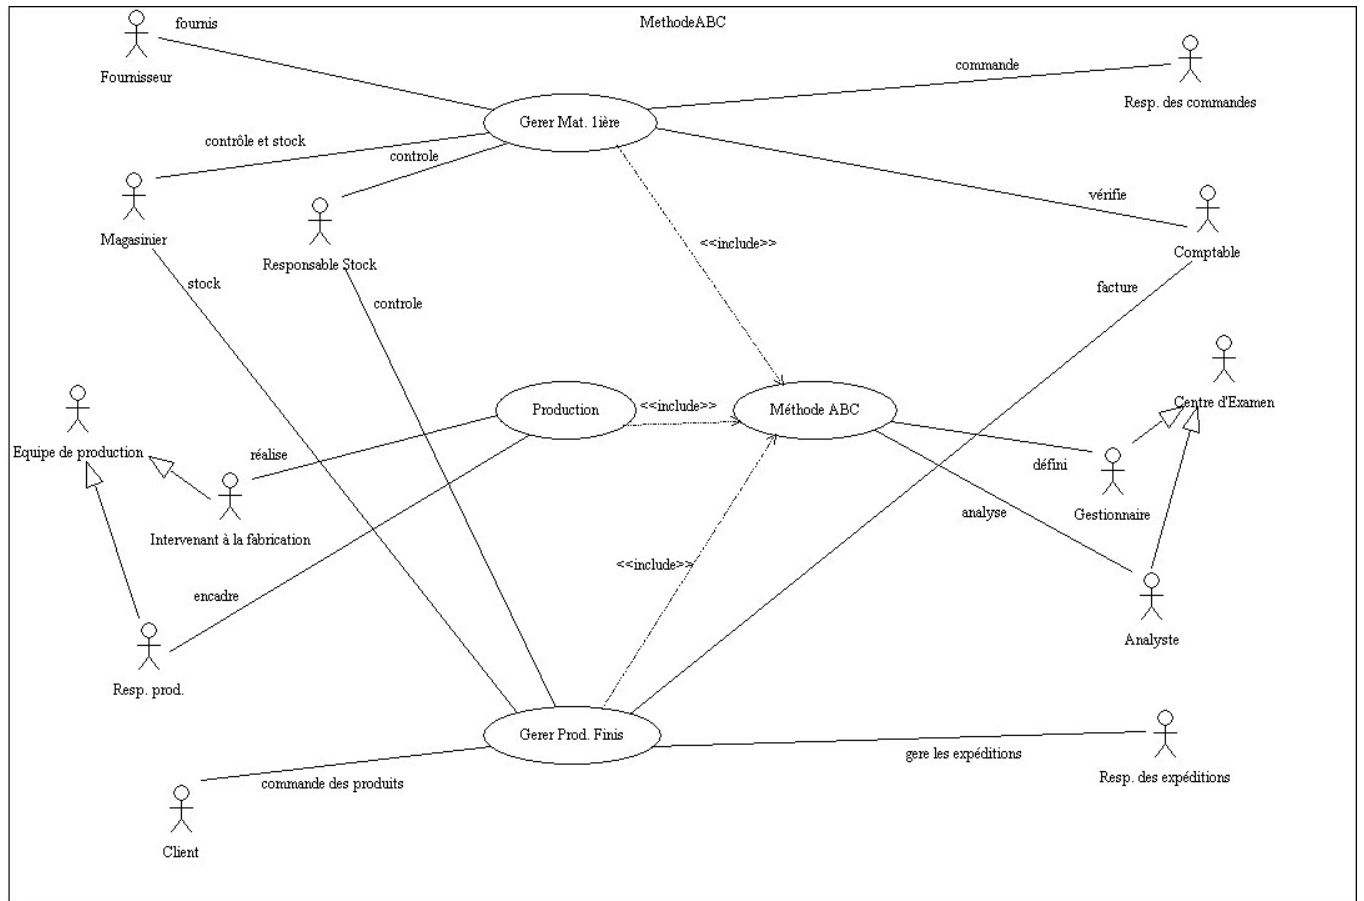 MethodeABC
fournis
Fournisseur
commande
Resp. des commandes
Gerer Mat. 1ière
contrôle et stock
controle
vérifie
Magasinier
Responsable Stock
<<include>>
Comptable
stock
controle
facture
Production
<<include>>
Méthode ABC
Centre d'Examen
Equipe de production
réalise
défini
Gestionnaire
analyse
Intervenant à la fabrication
<<include>>
encadre
Analyste
Resp. prod.
Gerer Prod. Finis
gere les expéditions
Resp. des expéditions
commande des produits
Client